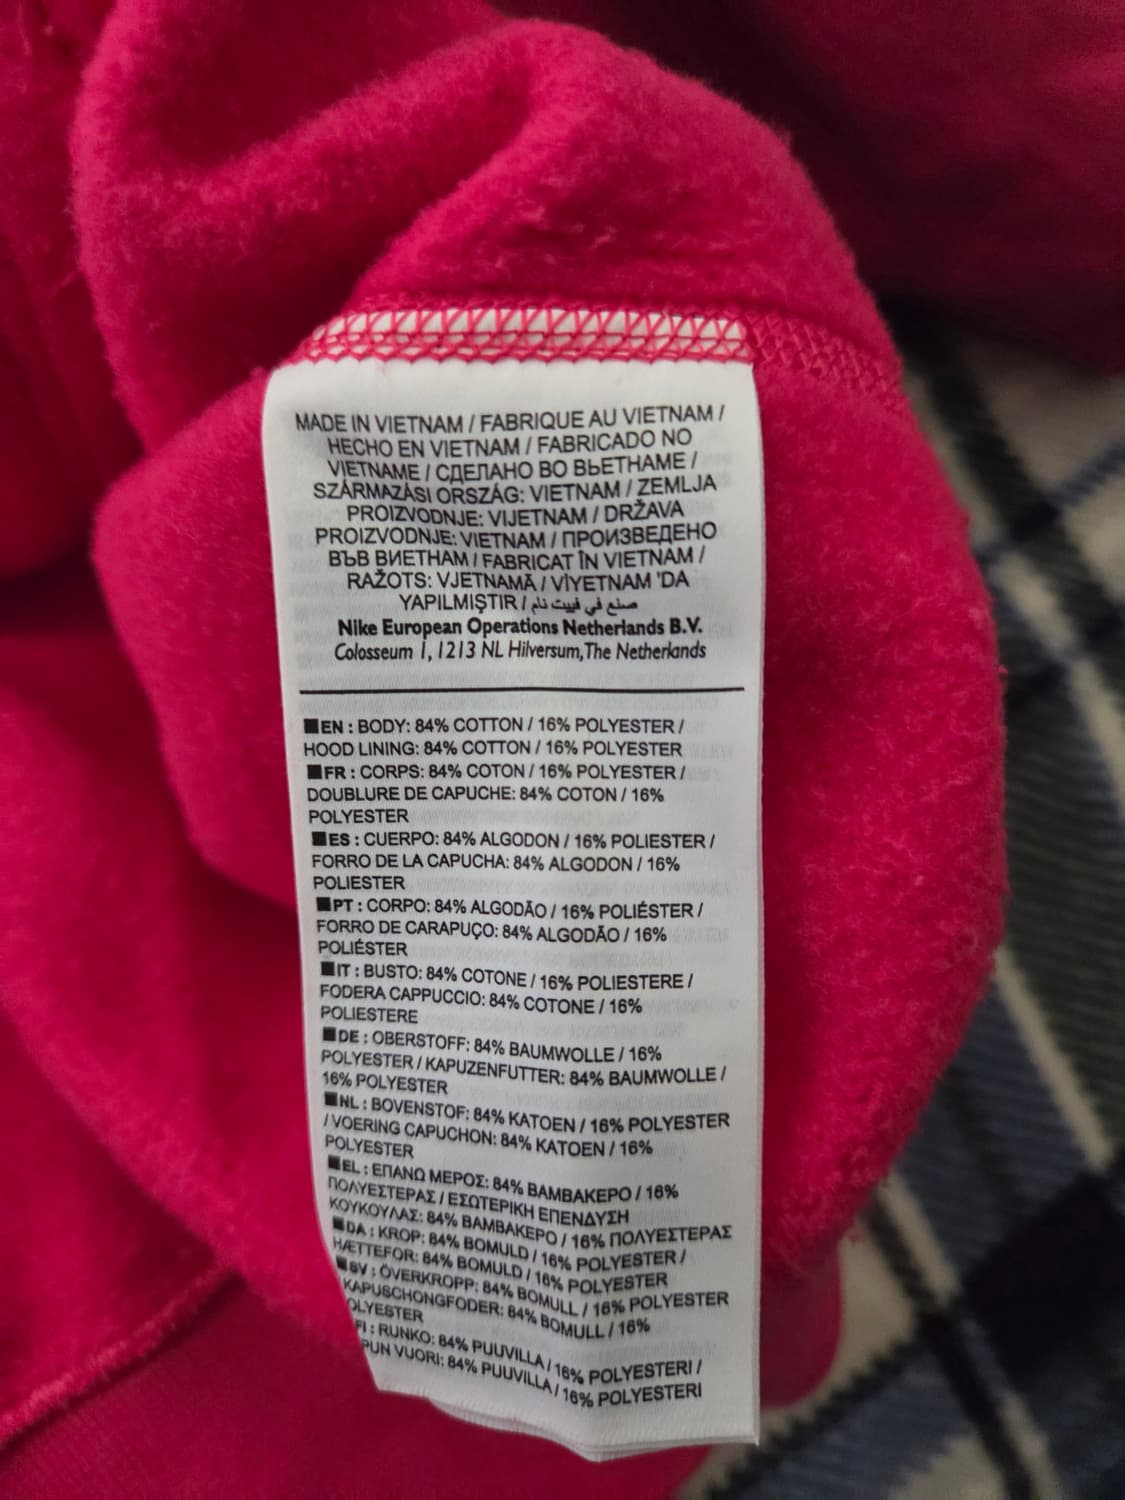 MADE IN VIETNAM / FABRIQUE AU VIETNAM /
HECHO EN VIETNAM / FABRICADO NO
VIETNAME / СДЕЛАНО ВО ВЬЕТНАМЕ /
SZÁRMAZÁSI ORSZÁG: VIETNAM / ZEMLJA
PROIZVODNJE: VIJETNAM / DRŽAVA
PROIZVODNJE: VIETNAM / ПРОИЗВЕДЕНО
ВЪВ ВИЕТНАМ / FABRICAT ÎN VIETNAM /
RAŽOTS: VJETNAMĀ / VİYETNAM 'DA
YAPILMIŞTIR / صنع في فييت نام
Nike European Operations Netherlands B.V.
Colosseum 1, 1213 NL Hilversum, The Netherlands
■EN : BODY: 84% COTTON / 16% POLYESTER /
HOOD LINING: 84% COTTON / 16% POLYESTER
■FR : CORPS: 84% COTON / 16% POLYESTER /
DOUBLURE DE CAPUCHE: 84% COTON / 16%
POLYESTER
■ES : CUERPO: 84% ALGODON / 16% POLIESTER /
FORRO DE LA CAPUCHA: 84% ALGODON / 16%
POLIESTER
■PT : CORPO: 84% ALGODÃO / 16% POLIÉSTER /
FORRO DE CARAPUÇO: 84% ALGODÃO / 16%
POLIÉSTER
■IT : BUSTO: 84% COTONE / 16% POLIESTERE /
FODERA CAPPUCCIO: 84% COTONE / 16%
POLIESTERE
■DE : OBERSTOFF: 84% BAUMWOLLE / 16%
POLYESTER / KAPUZENFUTTER: 84% BAUMWOLLE /
16% POLYESTER
■NL : BOVENSTOF: 84% KATOEN / 16% POLYESTER
/ VOERING CAPUCHON: 84% KATOEN / 16%
POLYESTER
■EL : ΕΠΑΝΩ ΜΕΡΟΣ: 84% ΒΑΜΒΑΚΕΡΟ / 16%
ΠΟΛΥΕΣΤΕΡΑΣ / ΕΣΩΤΕΡΙΚΗ ΕΠΕΝΔΥΣΗ
ΚΟΥΚΟΥΛΑΣ: 84% ΒΑΜΒΑΚΕΡΟ / 16% ΠΟΛΥΕΣΤΕΡΑΣ
■DA : KROP: 84% BOMULD / 16% POLYESTER /
HÆTTEFOR: 84% BOMULD / 16% POLYESTER
■SV : ÖVERKROPP: 84% BOMULL / 16% POLYESTER
KAPUSCHONGFODER: 84% BOMULL / 16%
OLYESTER
FI : RUNKO: 84% PUUVILLA / 16% POLYESTERI /
PUN VUORI: 84% PUUVILLA / 16% POLYESTERI